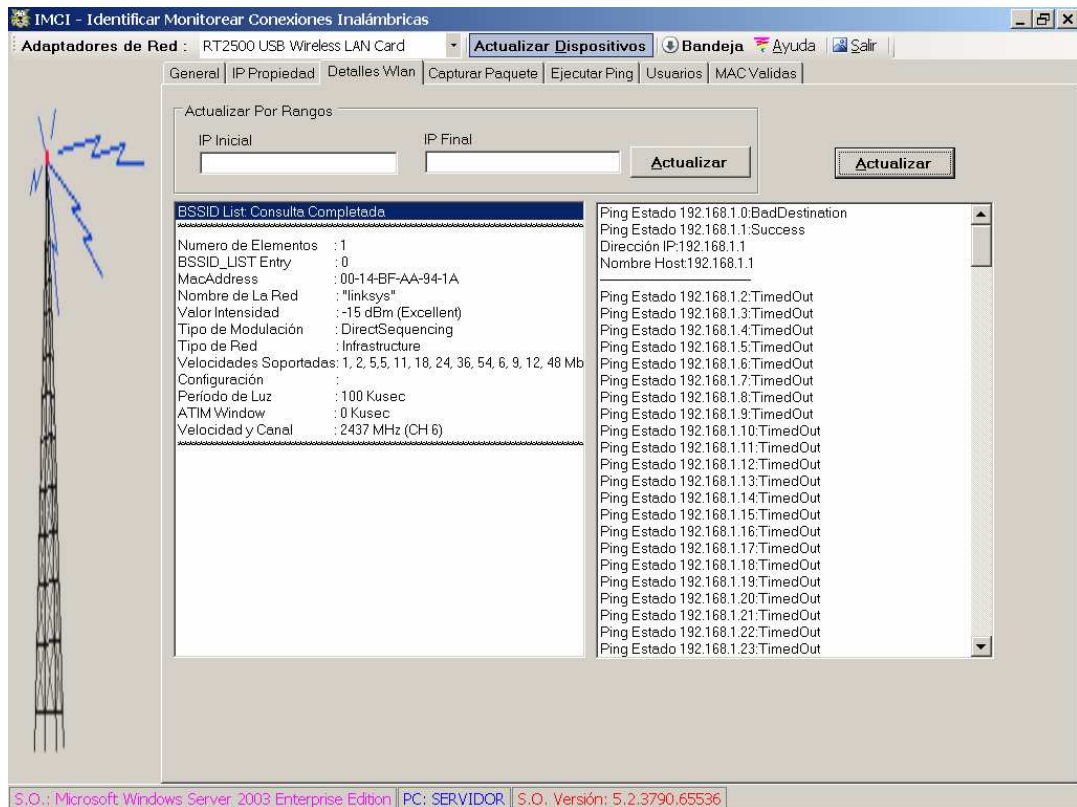 IMCI - Identificar Monitorear Conexiones Inalámbricas
Adaptadores de Red : RT2500 USB Wireless LAN Card Actualizar Dispositivos Bandeja Ayuda Salir
General IP Propiedad Detalles Wlan Capturar Paquete Ejecutar Ping Usuarios MAC Validas
Actualizar Por Rangos
IP Inicial IP Final
Actualizar Actualizar
BSSID List: Consulta Completada
Numero de Elementos : 1
BSSID_LIST Entry : 0
MacAddress : 00-14-BF-AA-94-1A
Nombre de La Red : "linksys"
Valor Intensidad : -15 dBm (Excellent)
Tipo de Modulación : DirectSequencing
Tipo de Red : Infrastructure
Velocidades Soportadas: 1, 2, 5,5, 11, 18, 24, 36, 54, 6, 9, 12, 48 Mb
Configuración :
Período de Luz : 100 Kusec
ATIM Window : 0 Kusec
Velocidad y Canal : 2437 MHz (CH 6)
Ping Estado 192.168.1.0:BadDestination
Ping Estado 192.168.1.1:Success
Dirección IP:192.168.1.1
Nombre Host:192.168.1.1
Ping Estado 192.168.1.2:TimedOut
Ping Estado 192.168.1.3:TimedOut
Ping Estado 192.168.1.4:TimedOut
Ping Estado 192.168.1.5:TimedOut
Ping Estado 192.168.1.6:TimedOut
Ping Estado 192.168.1.7:TimedOut
Ping Estado 192.168.1.8:TimedOut
Ping Estado 192.168.1.9:TimedOut
Ping Estado 192.168.1.10:TimedOut
Ping Estado 192.168.1.11:TimedOut
Ping Estado 192.168.1.12:TimedOut
Ping Estado 192.168.1.13:TimedOut
Ping Estado 192.168.1.14:TimedOut
Ping Estado 192.168.1.15:TimedOut
Ping Estado 192.168.1.16:TimedOut
Ping Estado 192.168.1.17:TimedOut
Ping Estado 192.168.1.18:TimedOut
Ping Estado 192.168.1.19:TimedOut
Ping Estado 192.168.1.20:TimedOut
Ping Estado 192.168.1.21:TimedOut
Ping Estado 192.168.1.22:TimedOut
Ping Estado 192.168.1.23:TimedOut
S.O.: Microsoft Windows Server 2003 Enterprise Edition PC: SERVIDOR S.O. Versión: 5.2.3790.65536